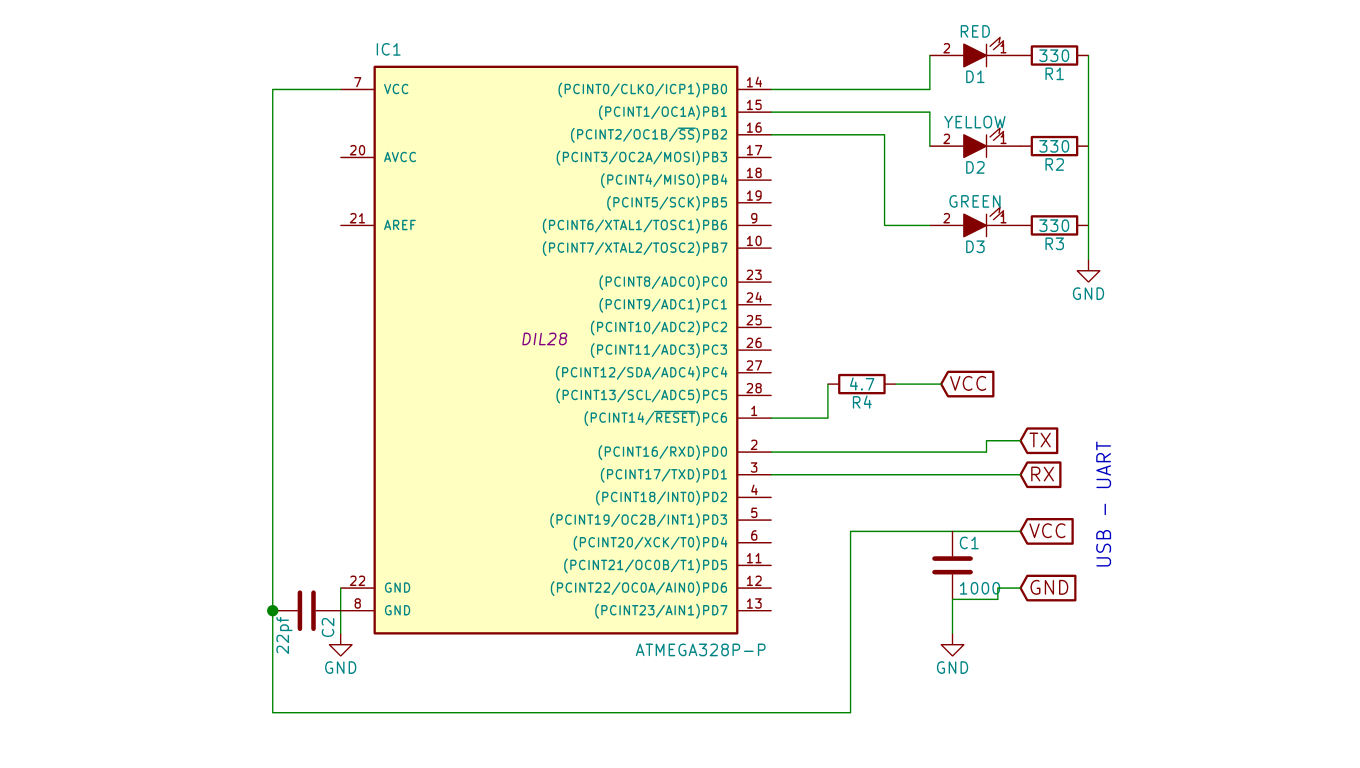 IC1
7 VCC
20 AVCC
21 AREF
22 GND
8 GND
DIL28
(PCINT0/CLKO/ICP1)PB0 14
(PCINT1/OC1A)PB1 15
(PCINT2/OC1B/SS)PB2 16
(PCINT3/OC2A/MOSI)PB3 17
(PCINT4/MISO)PB4 18
(PCINT5/SCK)PB5 19
(PCINT6/XTAL1/TOSC1)PB6 9
(PCINT7/XTAL2/TOSC2)PB7 10
(PCINT8/ADC0)PC0 23
(PCINT9/ADC1)PC1 24
(PCINT10/ADC2)PC2 25
(PCINT11/ADC3)PC3 26
(PCINT12/SDA/ADC4)PC4 27
(PCINT13/SCL/ADC5)PC5 28
(PCINT14/RESET)PC6 1
(PCINT16/RXD)PD0 2
(PCINT17/TXD)PD1 3
(PCINT18/INT0)PD2 4
(PCINT19/OC2B/INT1)PD3 5
(PCINT20/XCK/T0)PD4 6
(PCINT21/OC0B/T1)PD5 11
(PCINT22/OC0A/AIN0)PD6 12
(PCINT23/AIN1)PD7 13
ATMEGA328P-P
22pf
C2
GND
RED
2 1 330
D1 R1
YELLOW
2 1 330
D2 R2
GREEN
2 1 330
D3 R3
GND
4.7 VCC
R4
TX
RX
USB - UART
VCC
C1
1000 GND
GND